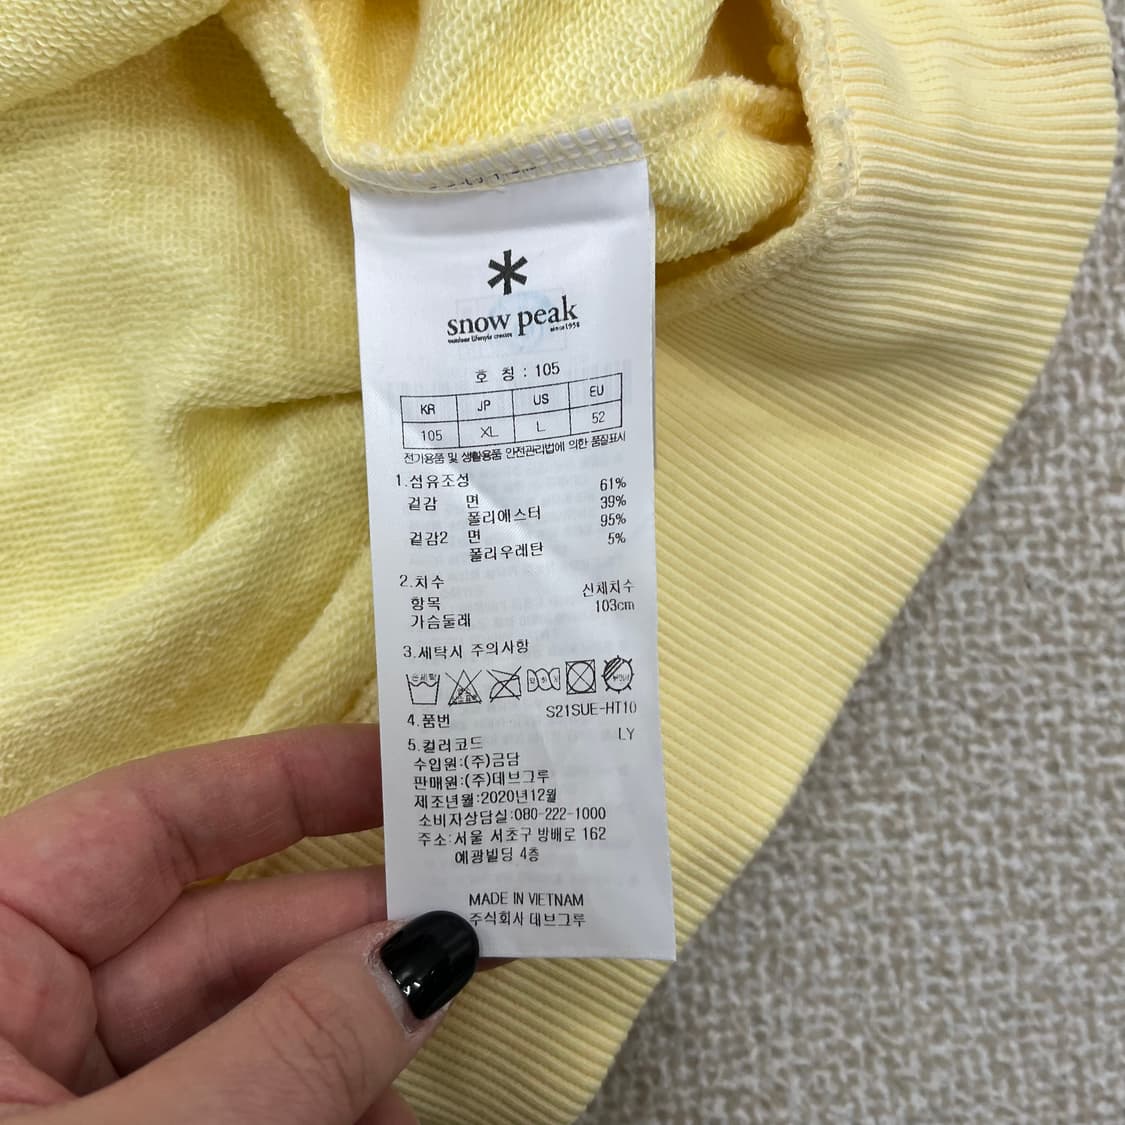 snow peak
outdoor lifestyle creator since1958
호 칭 : 105
KR JP US EU
105 XL L 52
전기용품 및 생활용품 안전관리법에 의한 품질표시
1.섬유조성
겉감 면 61%
폴리에스터 39%
겉감2 면 95%
폴리우레탄 5%
2.치수
항목 신체치수
가슴둘레 103cm
3.세탁시 주의사항
4.품번 S21SUE-HT10
5.컬러코드 LY
수입원:(주)금담
판매원:(주)데브그루
제조년월:2020년12월
소비자상담실:080-222-1000
주소:서울 서초구 방배로 162
예광빌딩 4층
MADE IN VIETNAM
주식회사 데브그루